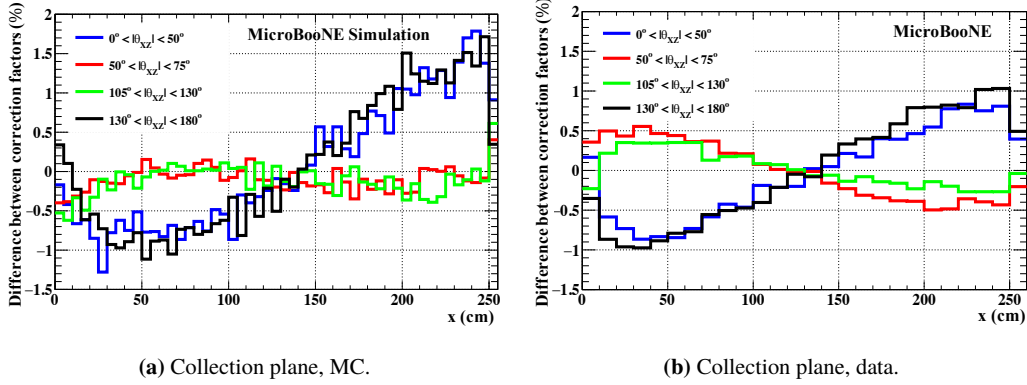 Difference between correction factors (%)
2
1.5
1
0.5
0
−0.5
−1
−1.5
MicroBooNE Simulation
0° < |θxz| < 50°
50° < |θxz| < 75°
105° < |θxz| < 130°
130° < |θxz| < 180°
0 50 100 150 200 250
x (cm)
(a) Collection plane, MC.
Difference between correction factors (%)
2
1.5
1
0.5
0
−0.5
−1
−1.5
MicroBooNE
0° < |θxz| < 50°
50° < |θxz| < 75°
105° < |θxz| < 130°
130° < |θxz| < 180°
0 50 100 150 200 250
x (cm)
(b) Collection plane, data.